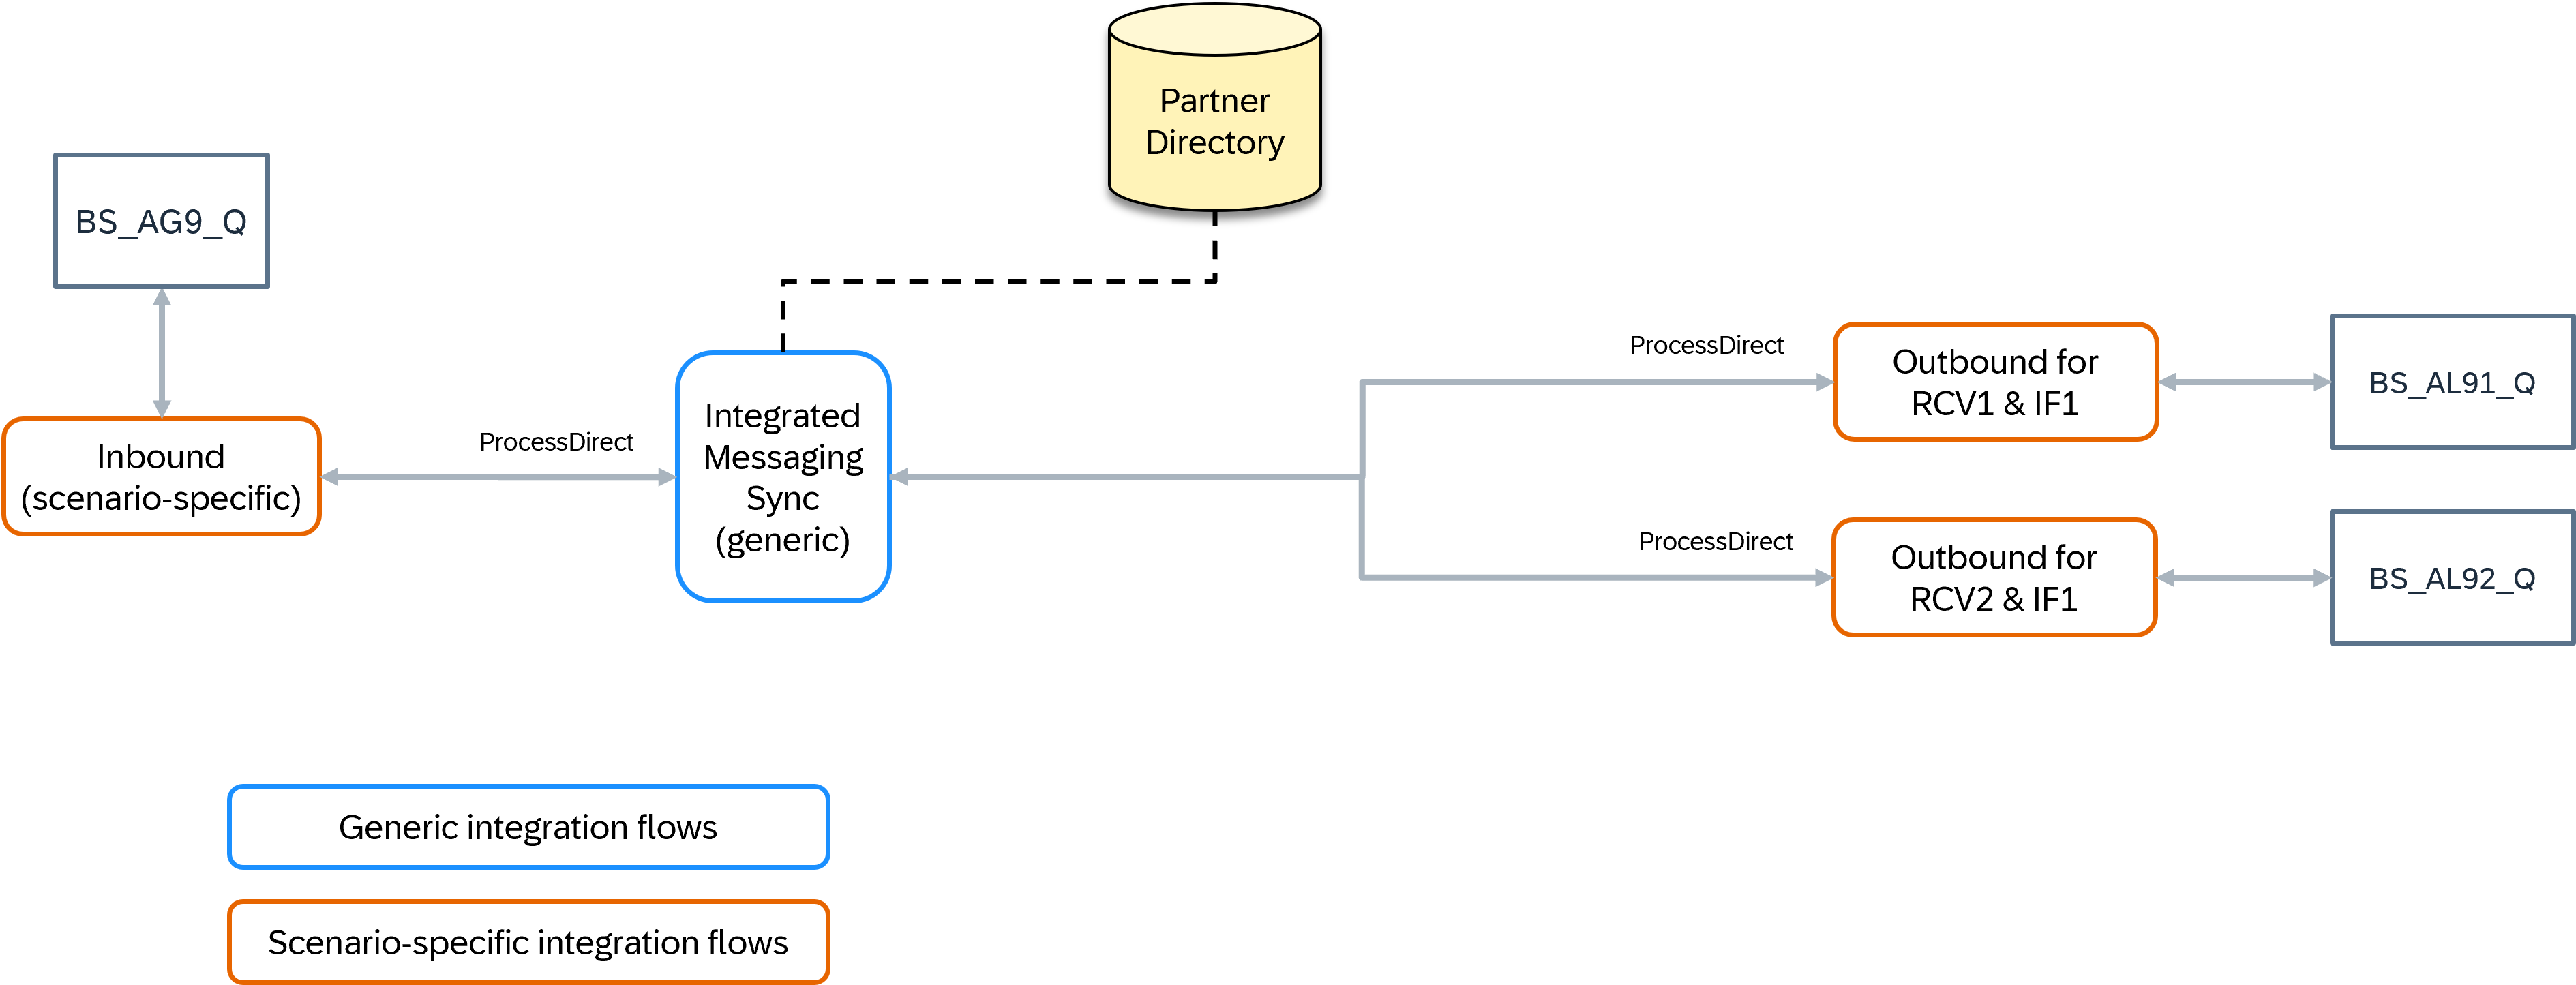 Partner
Directory
BS_AG9_Q
Inbound
(scenario-specific)
ProcessDirect
Integrated
Messaging
Sync
(generic)
ProcessDirect
Outbound for
RCV1 & IF1
BS_AL91_Q
ProcessDirect
Outbound for
RCV2 & IF1
BS_AL92_Q
Generic integration flows
Scenario-specific integration flows